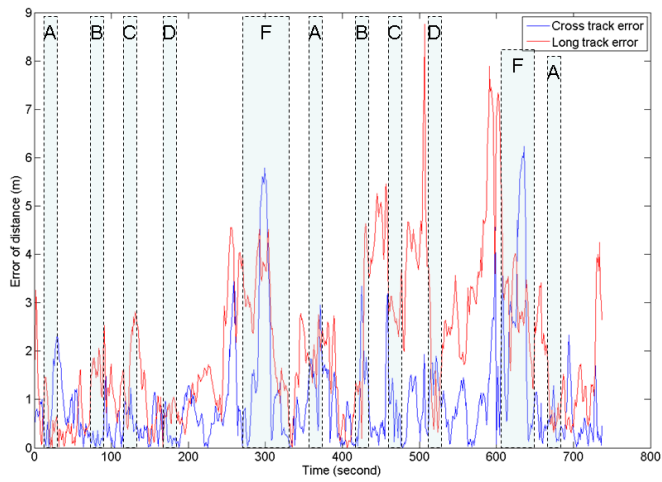 Cross track error
Long track error
A B C D F A B C D F A
9
8
7
6
5
4
3
2
1
0
Error of distance (m)
0 100 200 300 400 500 600 700 800
Time (second)